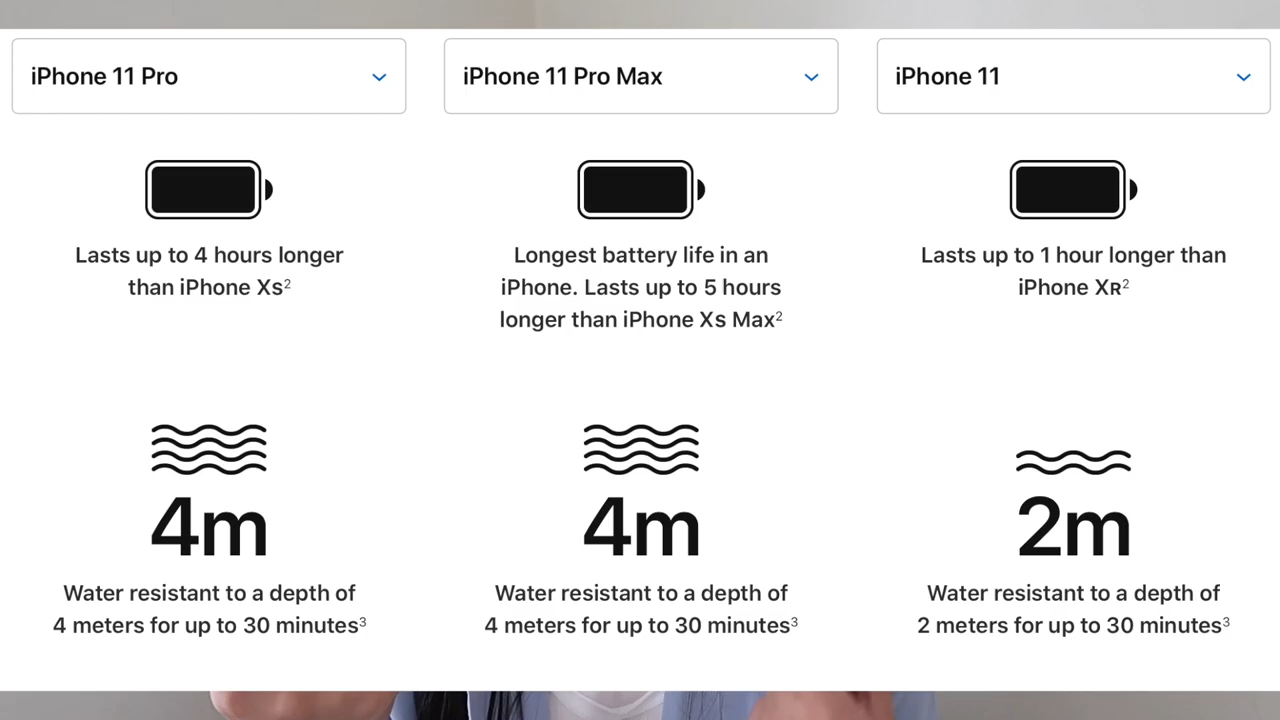 iPhone 11 Pro
iPhone 11 Pro Max
iPhone 11
Lasts up to 4 hours longer
than iPhone Xs²
Longest battery life in an
iPhone. Lasts up to 5 hours
longer than iPhone Xs Max²
Lasts up to 1 hour longer than
iPhone XR²
4m
Water resistant to a depth of
4 meters for up to 30 minutes³
4m
Water resistant to a depth of
4 meters for up to 30 minutes³
2m
Water resistant to a depth of
2 meters for up to 30 minutes³